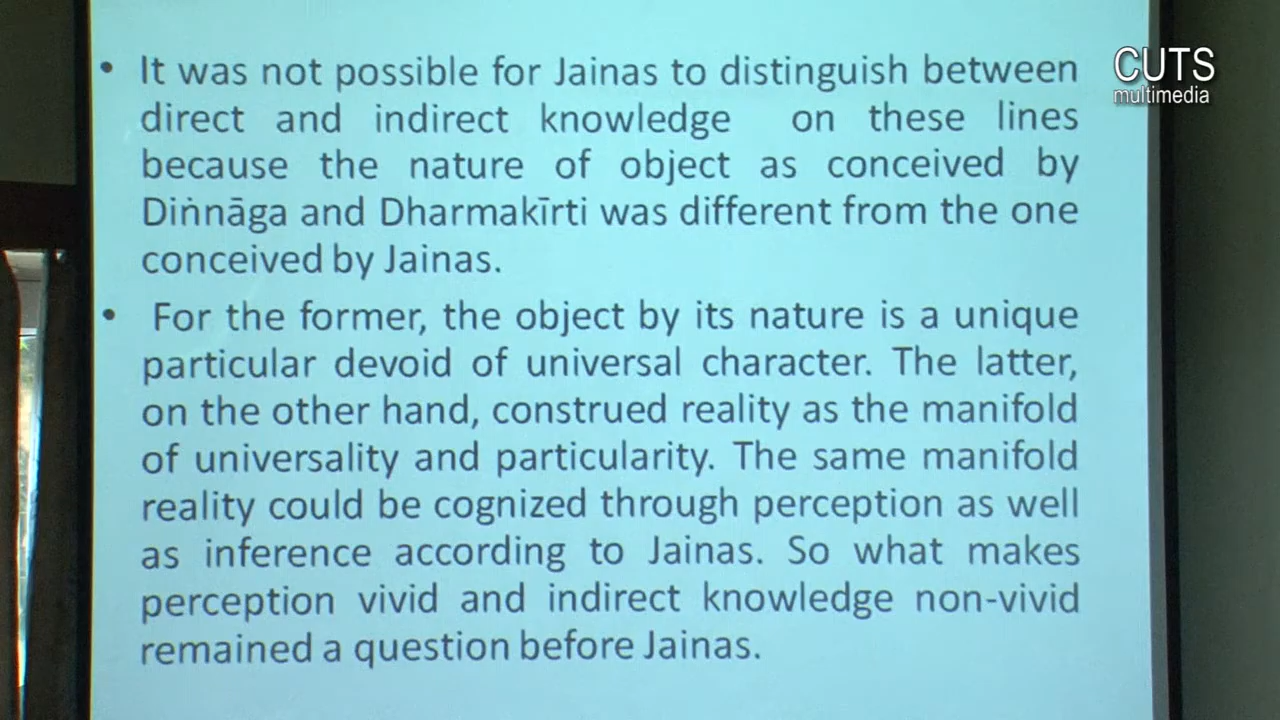 • It was not possible for Jainas to distinguish between
direct and indirect knowledge on these lines
because the nature of object as conceived by
Diṅnāga and Dharmakīrti was different from the one
conceived by Jainas.
• For the former, the object by its nature is a unique
particular devoid of universal character. The latter,
on the other hand, construed reality as the manifold
of universality and particularity. The same manifold
reality could be cognized through perception as well
as inference according to Jainas. So what makes
perception vivid and indirect knowledge non-vivid
remained a question before Jainas.
CUTS
multimedia